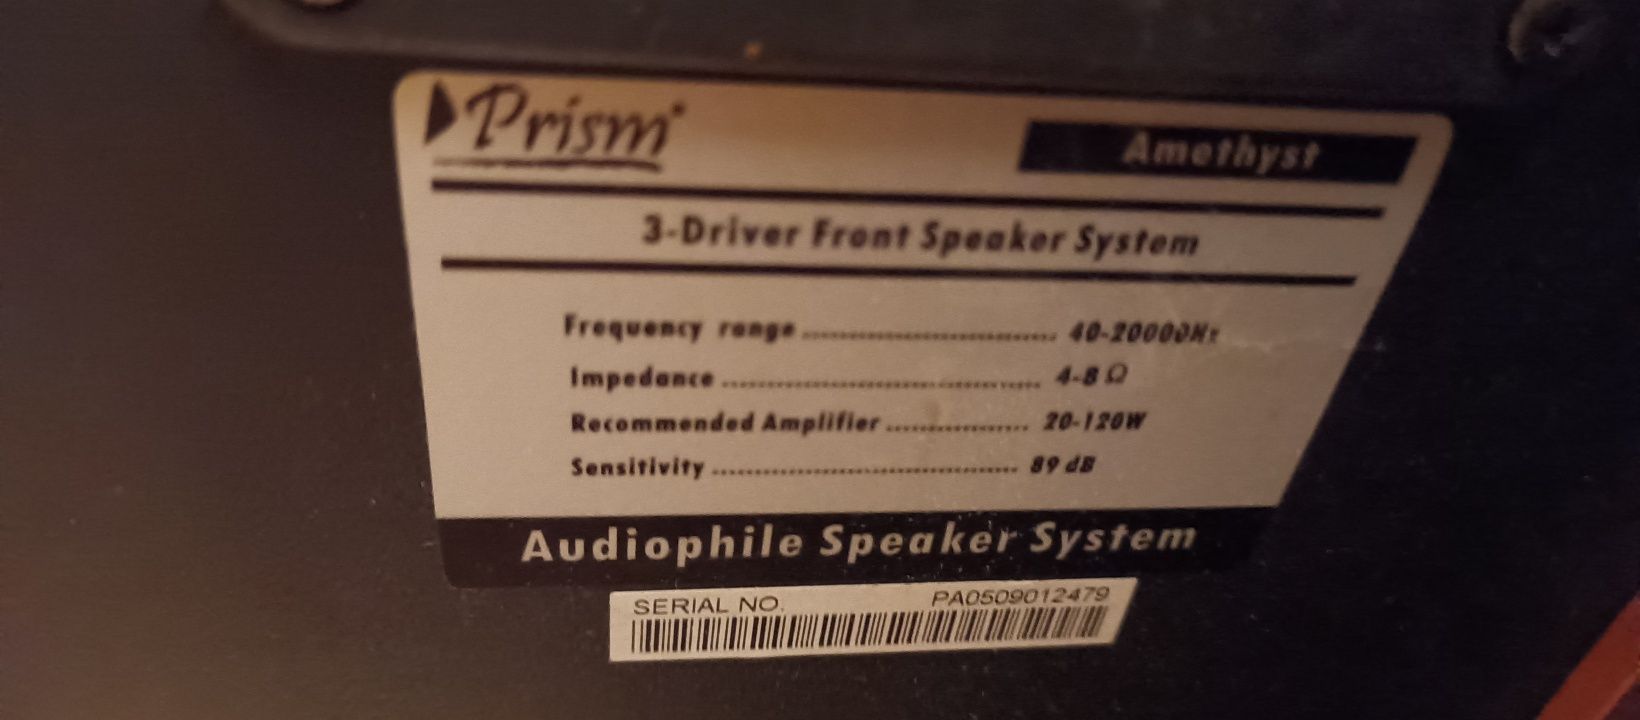 Prism
Amethyst
3-Driver Front Speaker System
Frequency range ........................ 40-20000Hz
Impedance ........................ 4-8 Ω
Recommended Amplifier ................ 20-120W
Sensitivity ........................ 89 dB
Audiophile Speaker System
SERIAL NO. PA0509012479